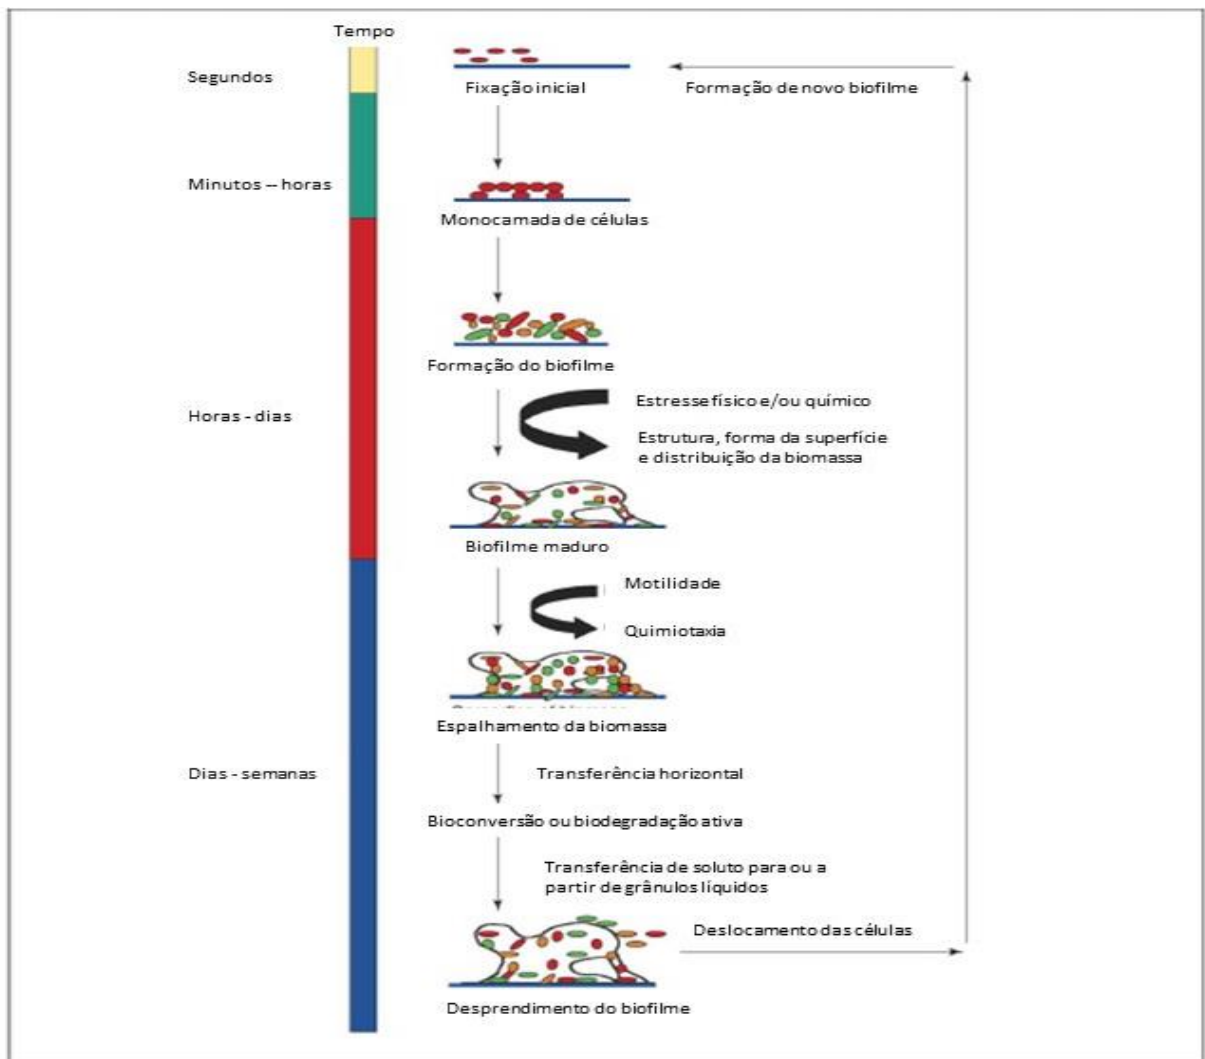 Tempo
Segundos
Fixação inicial
Formação de novo biofilme
Minutos – horas
Monocamada de células
Formação do biofilme
Horas - dias
Estresse físico e/ou químico
Estrutura, forma da superfície
e distribuição da biomassa
Biofilme maduro
Motilidade
Quimiotaxia
Espalhamento da biomassa
Dias - semanas
Transferência horizontal
Bioconversão ou biodegradação ativa
Transferência de soluto para ou a
partir de grânulos líquidos
Deslocamento das células
Desprendimento do biofilme